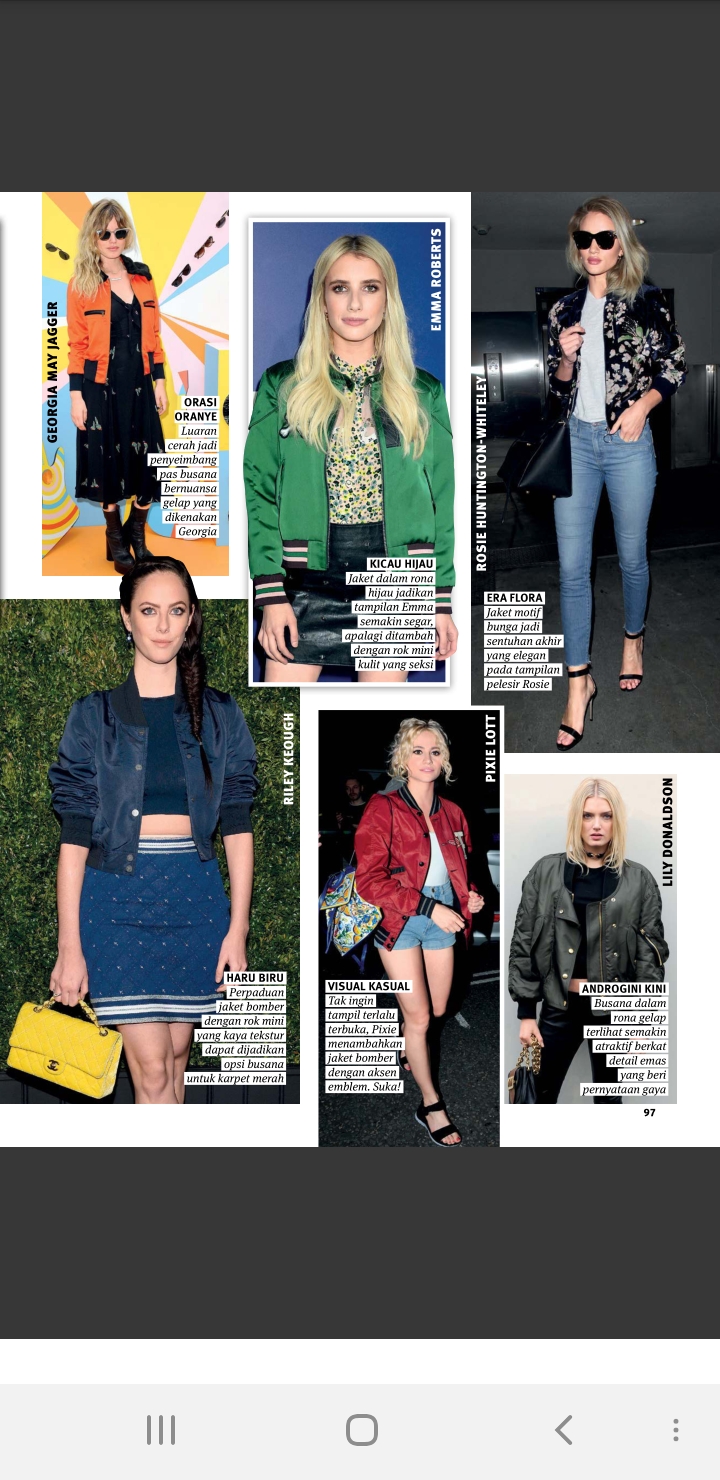 GEORGIA MAY JAGGER
ORASI
ORANYE
Luaran
cerah jadi
penyeimbang
pas busana
bernuansa
gelap yang
dikenakan
Georgia
EMMA ROBERTS
KICAU HIJAU
Jaket dalam rona
hijau jadikan
tampilan Emma
semakin segar,
apalagi ditambah
dengan rok mini
kulit yang seksi
ROSIE HUNTINGTON-WHITELEY
ERA FLORA
Jaket motif
bunga jadi
sentuhan akhir
yang elegan
pada tampilan
pelesir Rosie
RILEY KEOUGH
HARU BIRU
Perpaduan
jaket bomber
dengan rok mini
yang kaya tekstur
dapat dijadikan
opsi busana
untuk karpet merah
PIXIE LOTT
VISUAL KASUAL
Tak ingin
tampil terlalu
terbuka, Pixie
menambahkan
jaket bomber
dengan aksen
emblem. Suka!
LILY DONALDSON
ANDROGINI KINI
Busana dalam
rona gelap
terlihat semakin
atraktif berkat
detail emas
yang beri
pernyataan gaya
97